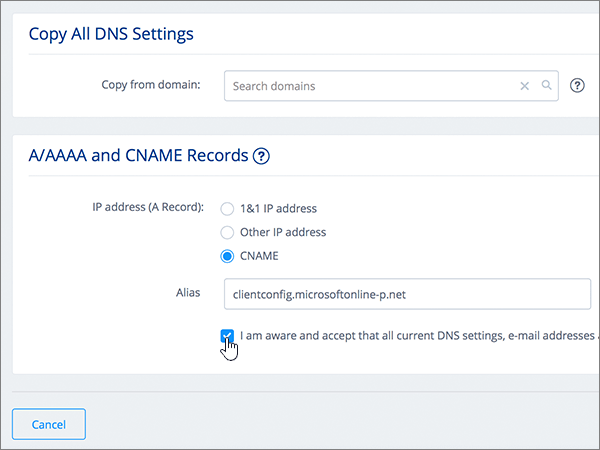 Copy All DNS Settings
Copy from domain:
Search domains
A/AAAA and CNAME Records
IP address (A Record):
1&1 IP address
Other IP address
CNAME
Alias
clientconfig.microsoftonline-p.net
I am aware and accept that all current DNS settings, e-mail addresses
Cancel